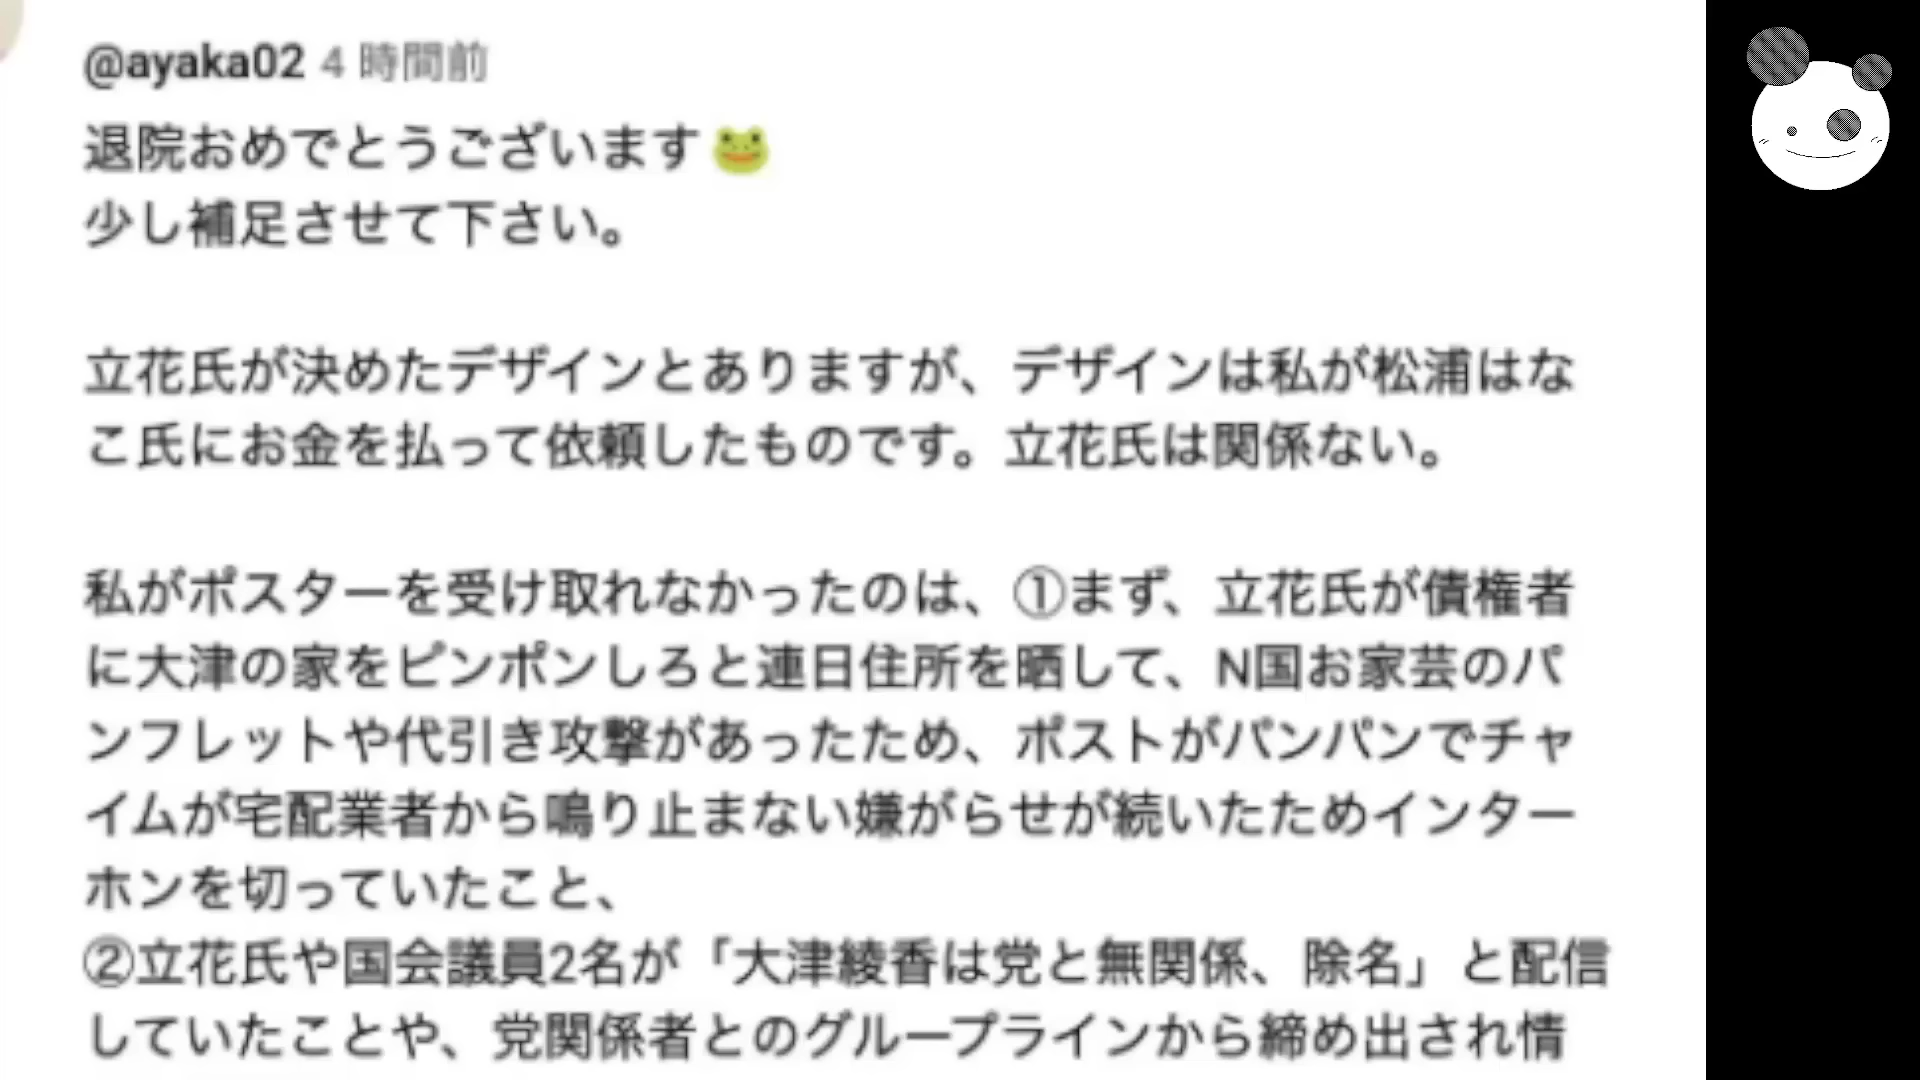 @ayaka02 4 時間前
退院おめでとうございます🐸
少し補足させて下さい。
立花氏が決めたデザインとありますが、デザインは私が松浦はな
こ氏にお金を払って依頼したものです。立花氏は関係ない。
私がポスターを受け取れなかったのは、①まず、立花氏が債権者
に大津の家をピンポンしろと連日住所を晒して、N国お家芸のパ
ンフレットや代引き攻撃があったため、ポストがパンパンでチャ
イムが宅配業者から鳴り止まない嫌がらせが続いたためインター
ホンを切っていたこと、
②立花氏や国会議員2名が「大津綾香は党と無関係、除名」と配信
していたことや、党関係者とのグループラインから締め出され情